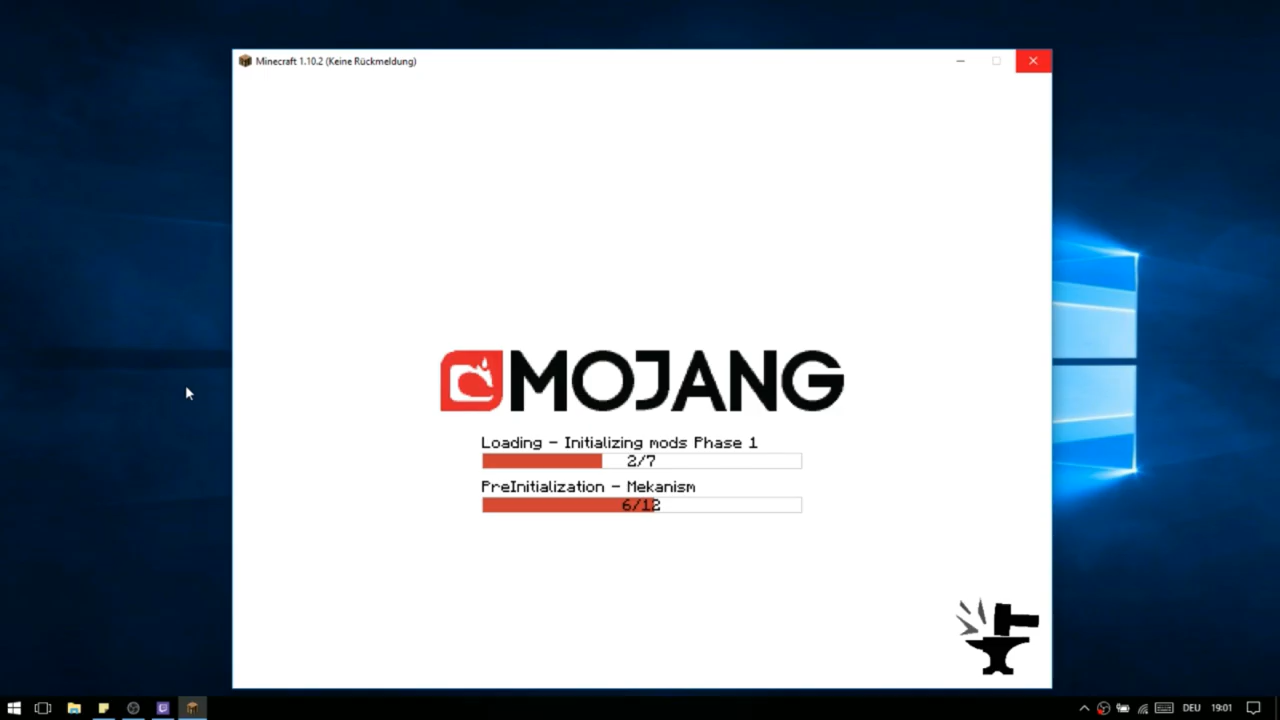 Minecraft 1.10.2 (Keine Rückmeldung)
MOJANG
Loading - Initializing mods Phase 1
2/7
PreInitialization - Mekanism
6/12
DEU
19:01